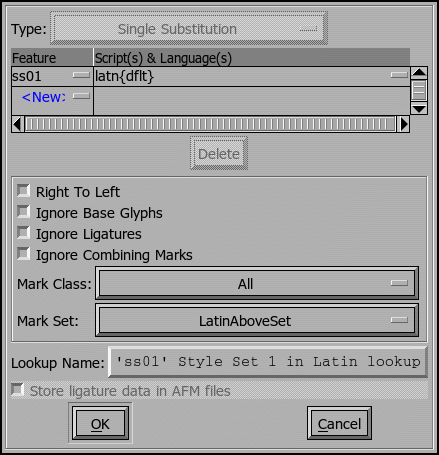 Type: Single Substitution
Feature Script(s) & Language(s)
ss01 latn{dflt}
<New>
Delete
Right To Left
Ignore Base Glyphs
Ignore Ligatures
Ignore Combining Marks
Mark Class: All
Mark Set: LatinAboveSet
Lookup Name: 'ss01' Style Set 1 in Latin lookup
Store ligature data in AFM files
OK Cancel